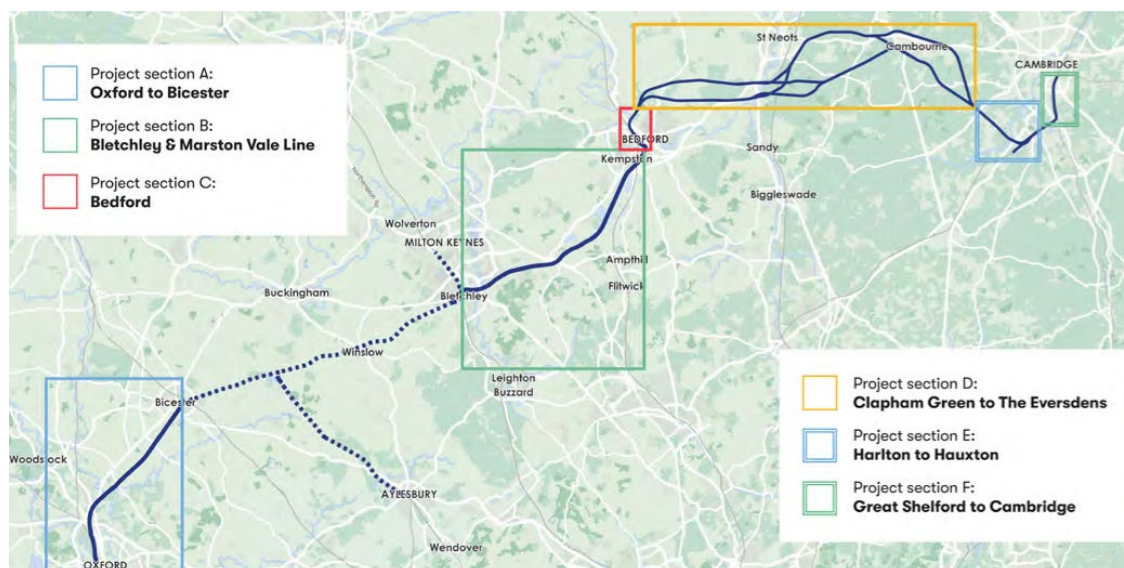 Project section A:
Oxford to Bicester
Project section B:
Bletchley & Marston Vale Line
Project section C:
Bedford
St Neots
Cambourne
CAMBRIDGE
BEDFORD
Kempston
Sandy
Biggleswade
Northampton Rd
Wolverton
MILTON KEYNES
Ampthill
Buckingham
Bletchley
Flitwick
Winslow
Leighton
Buzzard
Bicester
Woodstock
AYLESBURY
Wendover
OXFORD
Project section D:
Clapham Green to The Eversdens
Project section E:
Harlton to Hauxton
Project section F:
Great Shelford to Cambridge